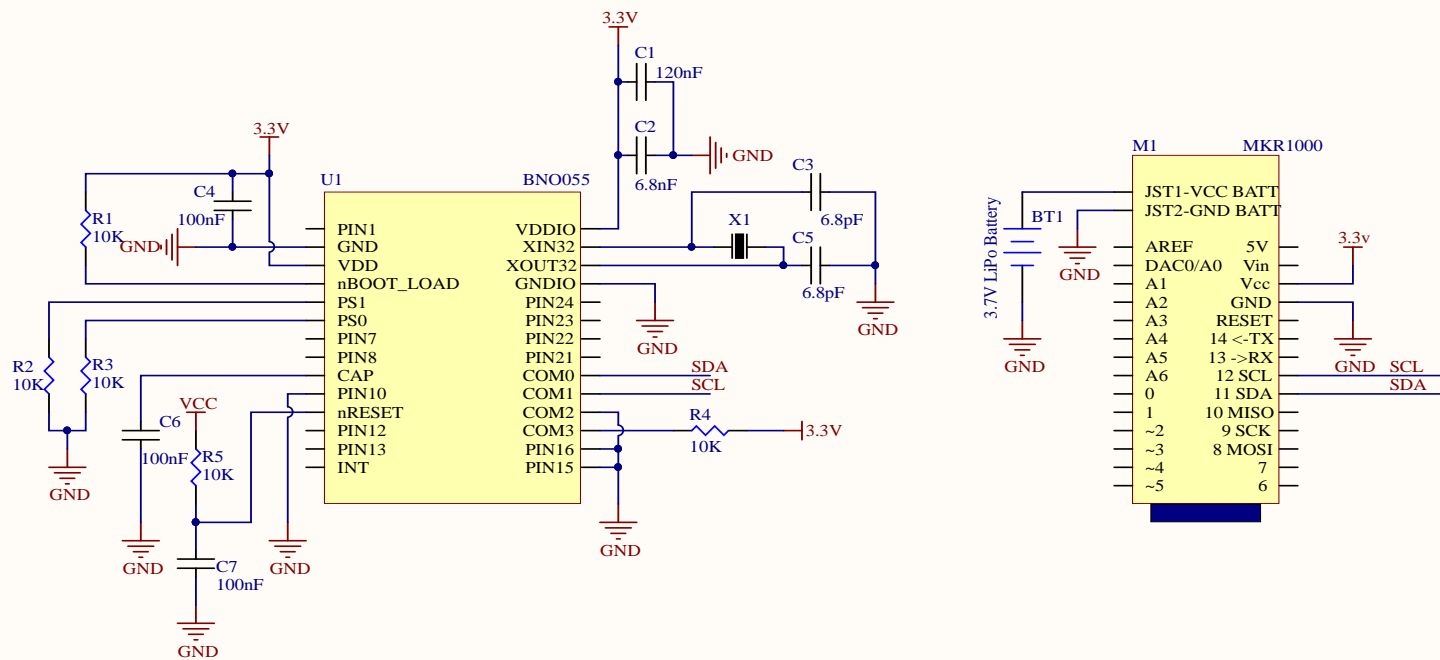 3.3V
C1
120nF
C2
6.8nF
GND
3.3V
C4
100nF
R1
10K
GND
U1
BNO055
PIN1
GND
VDD
nBOOT_LOAD
PS1
PS0
PIN7
PIN8
CAP
PIN10
nRESET
PIN12
PIN13
INT
VDDIO
XIN32
XOUT32
GNDIO
PIN24
PIN23
PIN22
PIN21
COM0
COM1
COM2
COM3
PIN16
PIN15
C3
6.8pF
X1
C5
6.8pF
GND
GND
SDA
SCL
R4
10K
3.3V
GND
R2
10K
R3
10K
GND
C6
100nF
GND
VCC
R5
10K
C7
100nF
GND
GND
M1
MKR1000
JST1-VCC BATT
JST2-GND BATT
AREF
DAC0/A0
A1
A2
A3
A4
A5
A6
0
1
~2
~3
~4
~5
5V
Vin
Vcc
GND
RESET
14 <-TX
13 ->RX
12 SCL
11 SDA
10 MISO
9 SCK
8 MOSI
7
6
BT1
3.7V LiPo Battery
GND
GND
3.3v
GND
SCL
SDA